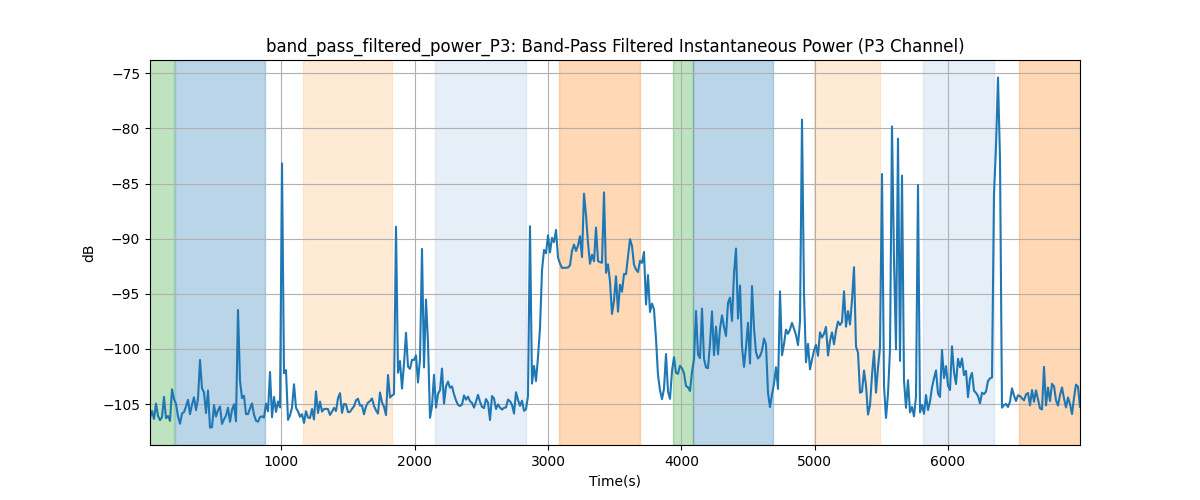 band_pass_filtered_power_P3: Band-Pass Filtered Instantaneous Power (P3 Channel)
−75
−80
−85
−90
−95
−100
−105
dB
1000 2000 3000 4000 5000 6000
Time(s)